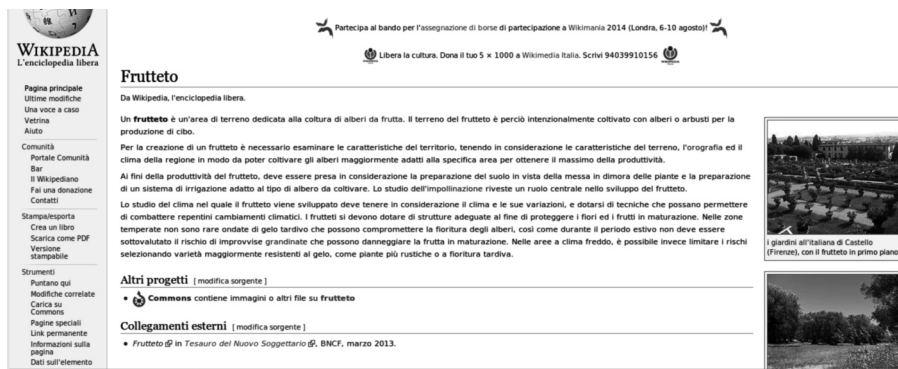 Partecipa al bando per l'assegnazione di borse di partecipazione a Wikimania 2014 (Londra, 6-10 agosto)!
Libera la cultura. Dona il tuo 5 × 1000 a Wikimedia Italia. Scrivi 94039910156
WIKIPEDIA
L'enciclopedia libera
Pagina principale
Ultime modifiche
Una voce a caso
Vetrina
Aiuto
Comunità
Portale Comunità
Bar
Il Wikipediano
Fai una donazione
Contatti
Stampa/esporta
Crea un libro
Scarica come PDF
Versione
stampabile
Strumenti
Puntano qui
Modifiche correlate
Carica su
Commons
Pagine speciali
Link permanente
Informazioni sulla
pagina
Dati sull'elemento
Frutteto
Da Wikipedia, l'enciclopedia libera.
Un frutteto è un'area di terreno dedicata alla coltura di alberi da frutta. Il terreno del frutteto è perciò intenzionalmente coltivato con alberi o arbusti per la
produzione di cibo.
Per la creazione di un frutteto è necessario esaminare le caratteristiche del territorio, tenendo in considerazione le caratteristiche del terreno, l'orografia ed il
clima della regione in modo da poter coltivare gli alberi maggiormente adatti alla specifica area per ottenere il massimo della produttività.
Ai fini della produttività del frutteto, deve essere presa in considerazione la preparazione del suolo in vista della messa in dimora delle piante e la preparazione
di un sistema di irrigazione adatto al tipo di albero da coltivare. Lo studio dell'impollinazione riveste un ruolo centrale nello sviluppo del frutteto.
Lo studio del clima nel quale il frutteto viene sviluppato deve tenere in considerazione il clima e le sue variazioni, e dotarsi di tecniche che possano permettere
di combattere repentini cambiamenti climatici. I frutteti si devono dotare di strutture adeguate al fine di proteggere i fiori ed i frutti in maturazione. Nelle zone
temperate non sono rare ondate di gelo tardivo che possono compromettere la fioritura degli alberi, così come durante il periodo estivo non deve essere
sottovalutato il rischio di improvvise grandinate che possono danneggiare la frutta in maturazione. Nelle aree a clima freddo, è possibile invece limitare i rischi
selezionando varietà maggiormente resistenti al gelo, come piante più rustiche o a fioritura tardiva.
Altri progetti [ modifica sorgente ]
• Commons contiene immagini o altri file su frutteto
Collegamenti esterni [ modifica sorgente ]
• Frutteto in Tesauro del Nuovo Soggettario, BNCF, marzo 2013.
i giardini all'italiana di Castello
(Firenze), con il frutteto in primo piano